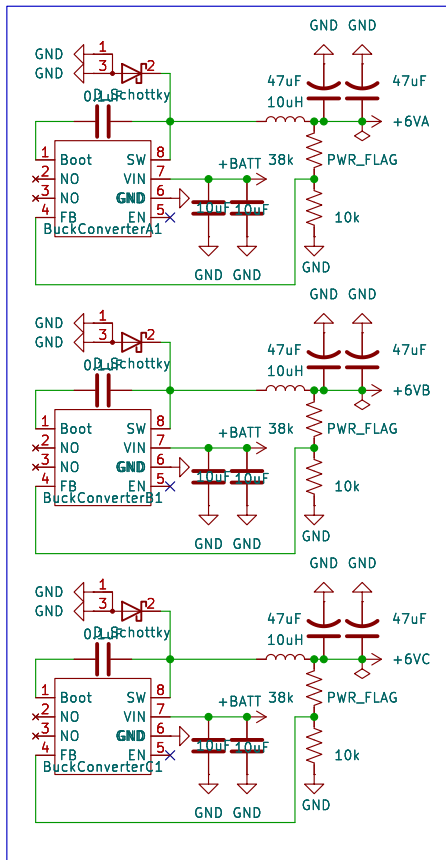 GND GND
GND 1
GND 3 2
D_Schottky
0.1uF
47uF 47uF
10uH
+6VA
1 Boot SW 8
2 NO VIN 7
3 NO GND 6
4 FB EN 5
BuckConverterA1
+BATT
38k PWR_FLAG
10uF 10uF
10k
GND GND GND
GND GND
GND 1
GND 3 2
D_Schottky
0.1uF
47uF 47uF
10uH
+6VB
1 Boot SW 8
2 NO VIN 7
3 NO GND 6
4 FB EN 5
BuckConverterB1
+BATT
38k PWR_FLAG
10uF 10uF
10k
GND GND GND
GND GND
GND 1
GND 3 2
D_Schottky
0.1uF
47uF 47uF
10uH
+6VC
1 Boot SW 8
2 NO VIN 7
3 NO GND 6
4 FB EN 5
BuckConverterC1
+BATT
38k PWR_FLAG
10uF 10uF
10k
GND GND GND